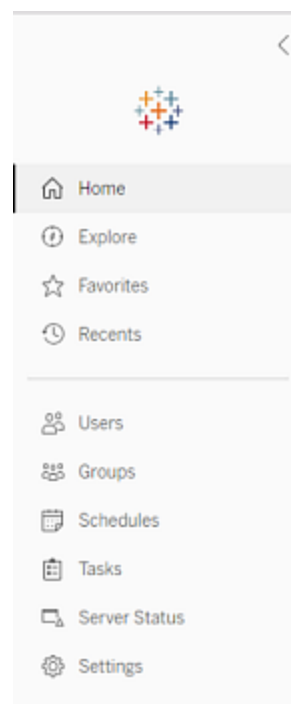 Home
Explore
Favorites
Recents
Users
Groups
Schedules
Tasks
Server Status
Settings